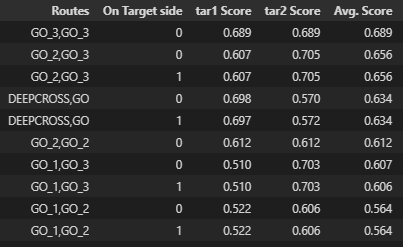 Routes On Target side tar1 Score tar2 Score Avg. Score
GO_3,GO_3 0 0.689 0.689 0.689
GO_2,GO_3 0 0.607 0.705 0.656
GO_2,GO_3 1 0.607 0.705 0.656
DEEPCROSS,GO 0 0.698 0.570 0.634
DEEPCROSS,GO 1 0.697 0.572 0.634
GO_2,GO_2 0 0.612 0.612 0.612
GO_1,GO_3 0 0.510 0.703 0.607
GO_1,GO_3 1 0.510 0.703 0.606
GO_1,GO_2 0 0.522 0.606 0.564
GO_1,GO_2 1 0.522 0.606 0.564